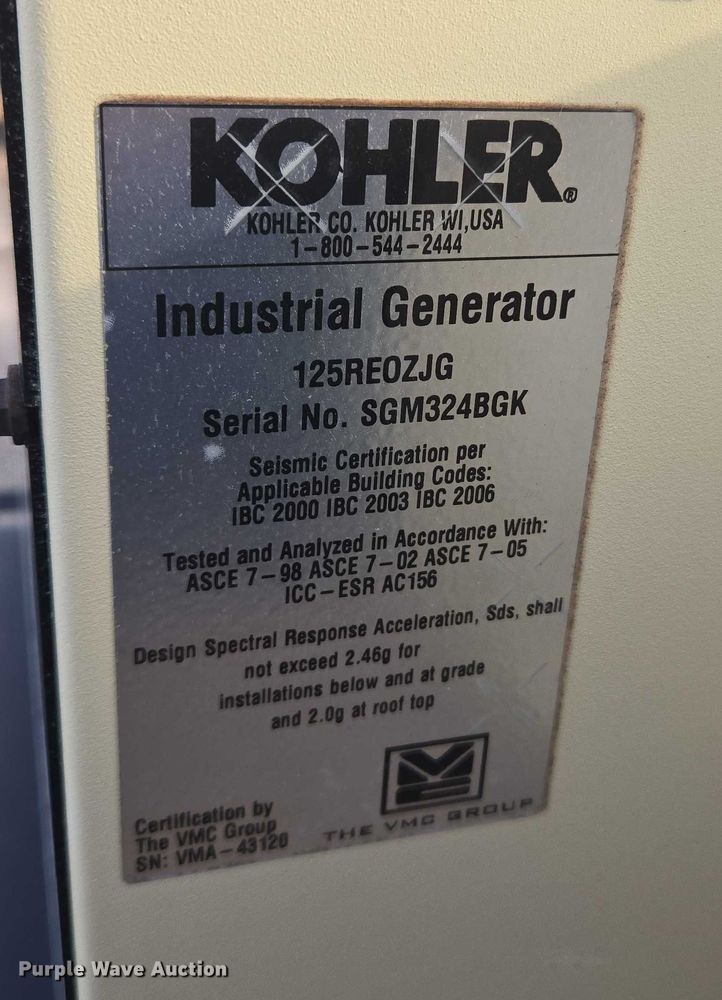 KOHLER®
KOHLER CO. KOHLER WI,USA
1-800-544-2444
Industrial Generator
125REOZJG
Serial No. SGM324BGK
Seismic Certification per
Applicable Building Codes:
IBC 2000 IBC 2003 IBC 2006
Tested and Analyzed in Accordance With:
ASCE 7-98 ASCE 7-02 ASCE 7-05
ICC-ESR AC156
Design Spectral Response Acceleration, Sds, shall
not exceed 2.46g for
installations below and at grade
and 2.0g at roof top
Certification by
The VMC Group
SN: VMA-43120
THE VMC GROUP
Purple Wave Auction